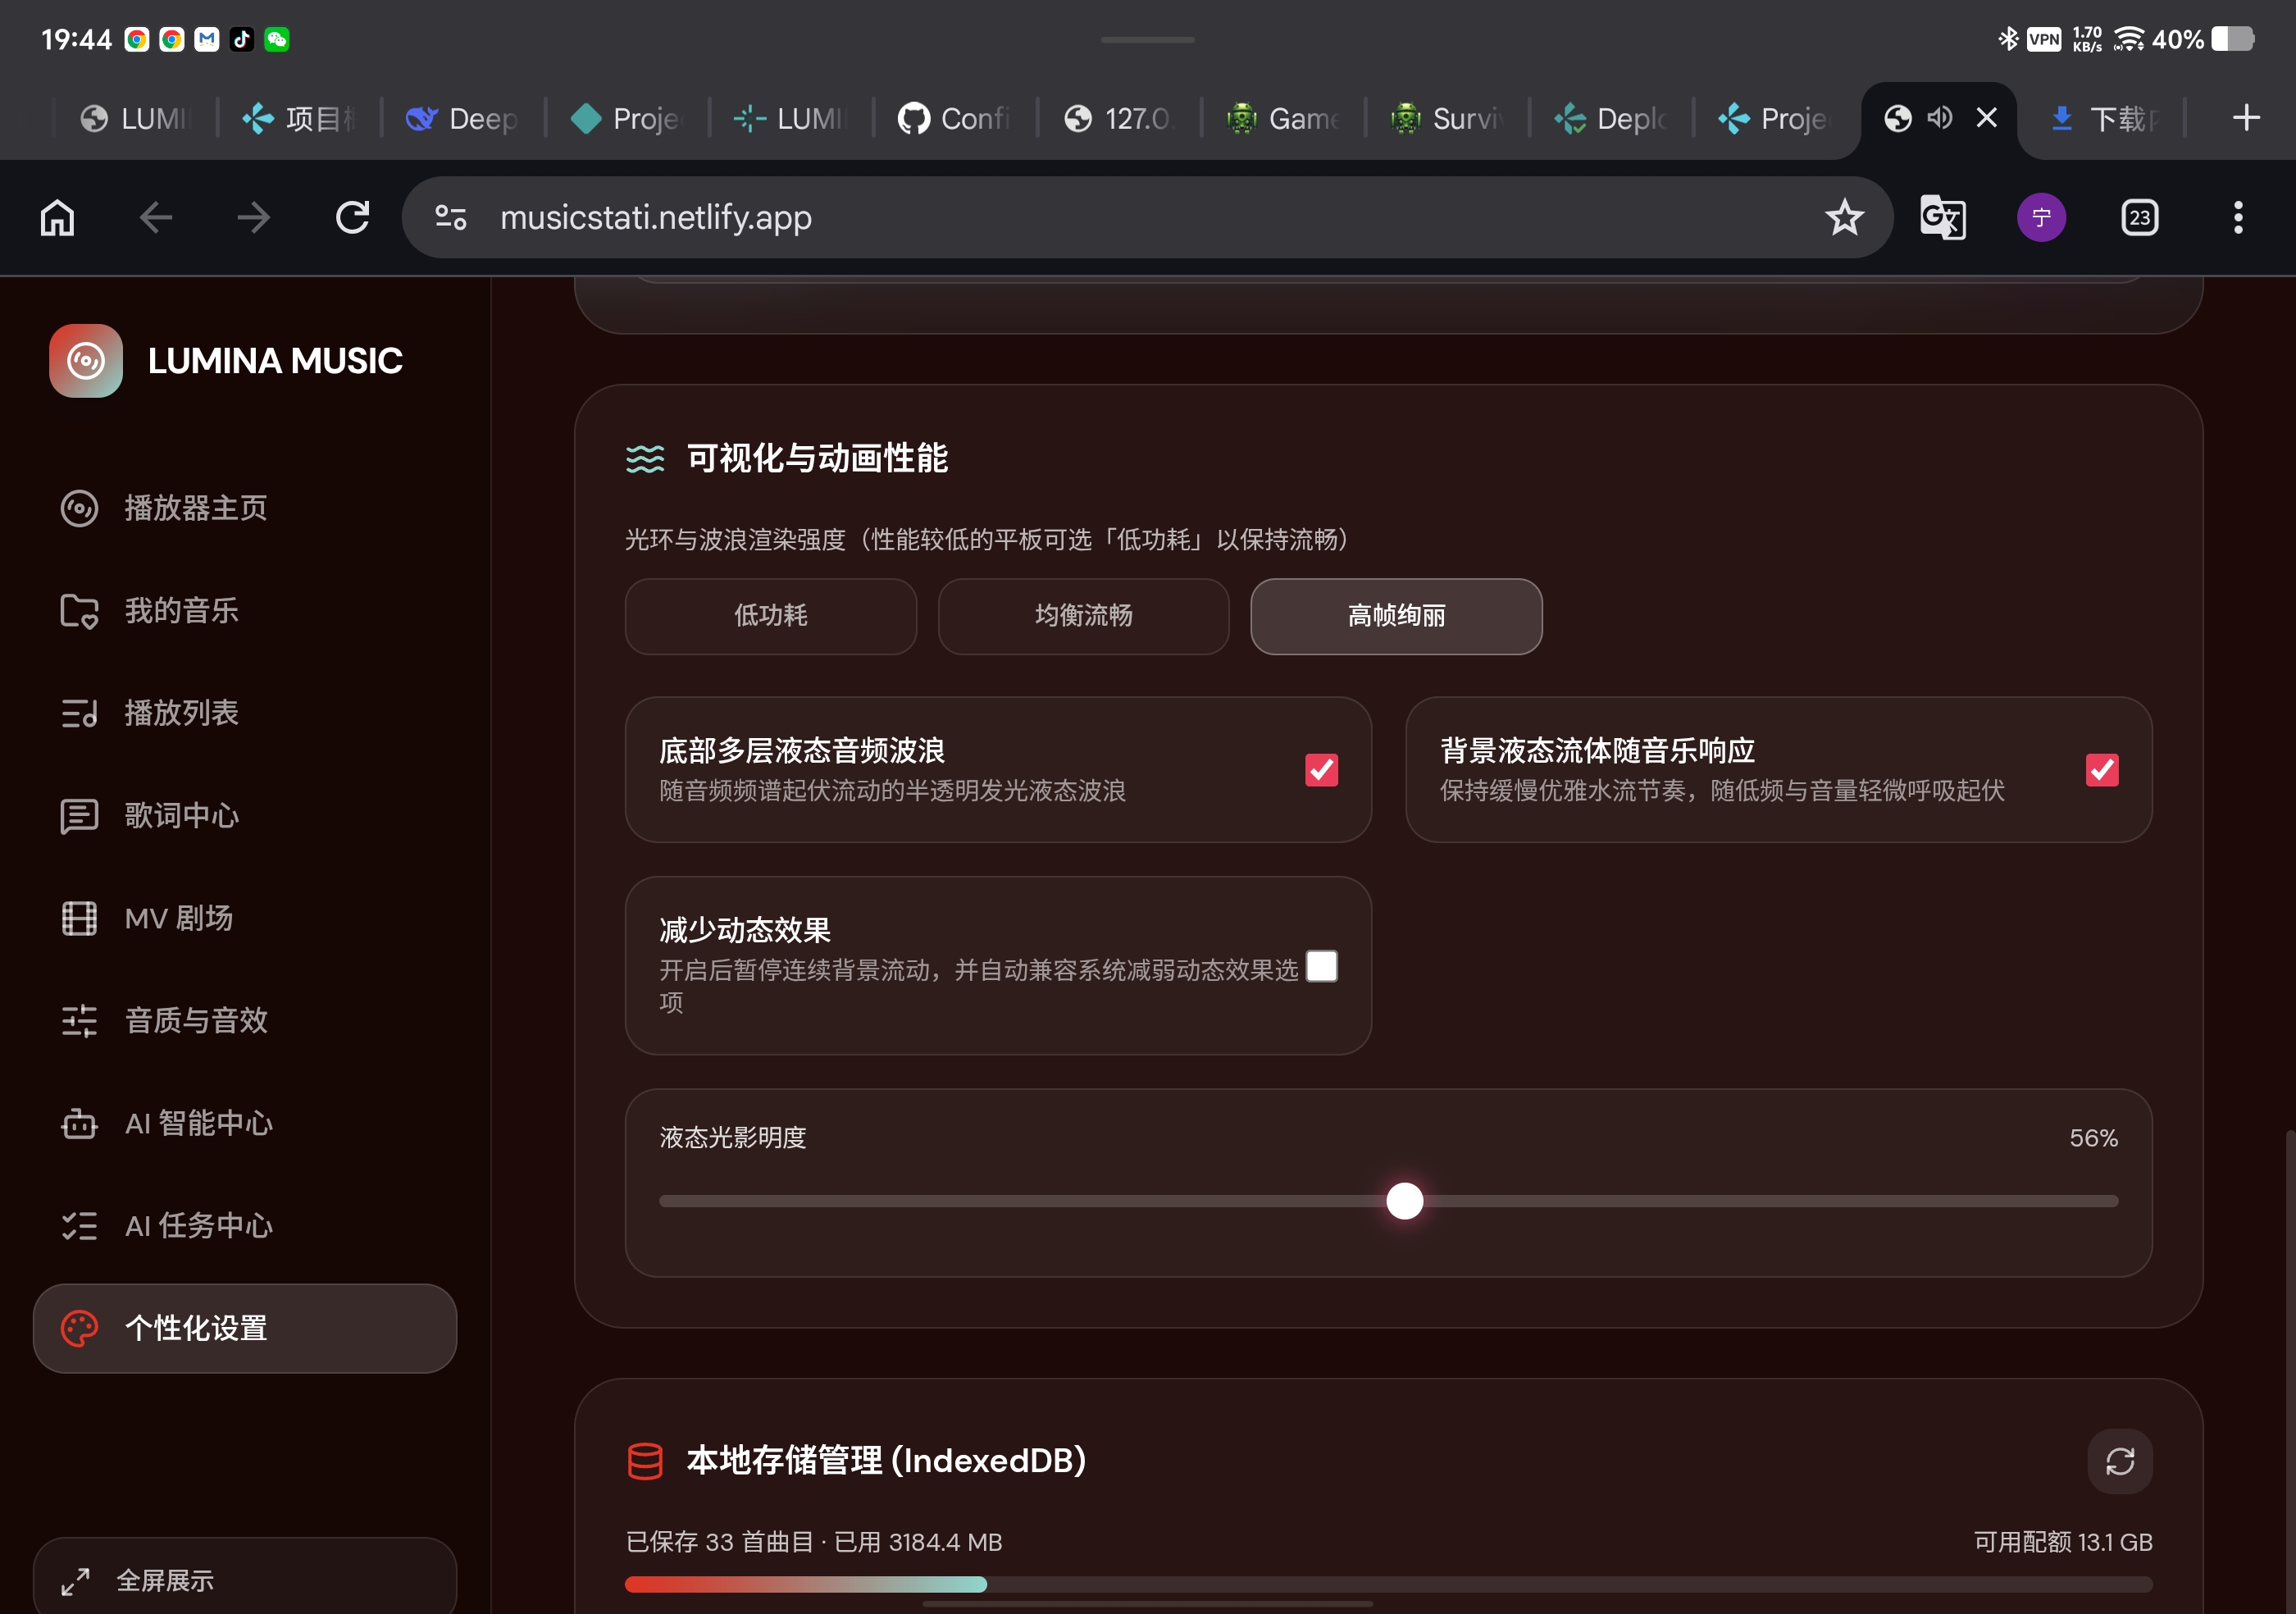 19:44
VPN 1.70 KB/s 40%
LUMI
项目
Deep
Proje
LUMI
Confi
127.0.
Game
Survi
Deplo
Proje
下载
musicstati.netlify.app
宁
23
LUMINA MUSIC
播放器主页
我的音乐
播放列表
歌词中心
MV 剧场
音质与音效
AI 智能中心
AI 任务中心
个性化设置
全屏展示
可视化与动画性能
光环与波浪渲染强度（性能较低的平板可选「低功耗」以保持流畅）
低功耗
均衡流畅
高帧绚丽
底部多层液态音频波浪
随音频频谱起伏流动的半透明发光液态波浪
背景液态流体随音乐响应
保持缓慢优雅水流节奏，随低频与音量轻微呼吸起伏
减少动态效果
开启后暂停连续背景流动，并自动兼容系统减弱动态效果选
项
液态光影明度
56%
本地存储管理 (IndexedDB)
已保存 33 首曲目 · 已用 3184.4 MB
可用配额 13.1 GB